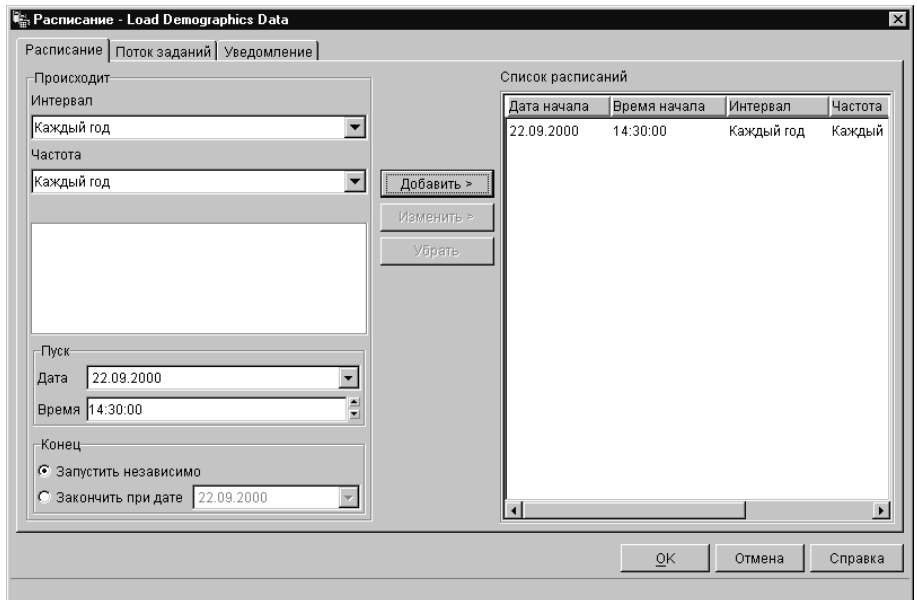 Расписание - Load Demographics Data
Расписание Поток заданий Уведомление
Происходит
Интервал
Каждый год
Частота
Каждый год
Пуск
Дата 22.09.2000
Время 14:30:00
Конец
Запустить независимо
Закончить при дате 22.09.2000
Добавить >
Изменить >
Убрать
Список расписаний
Дата начала Время начала Интервал Частота
22.09.2000 14:30:00 Каждый год Каждый
OK Отмена Справка